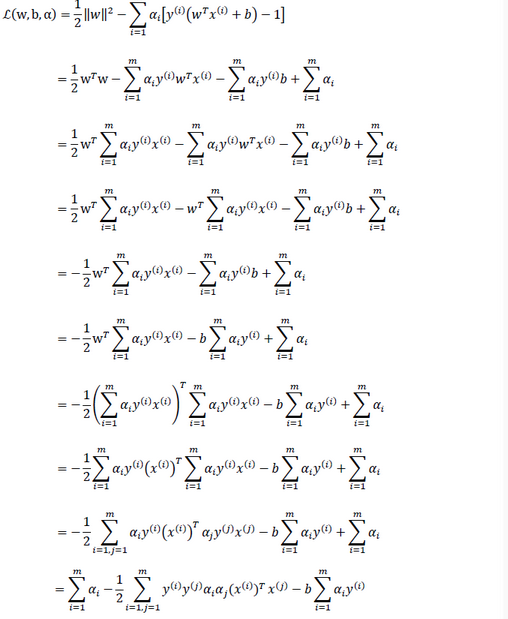 ℒ(w, b, α) = 1/2 ‖w‖² − ∑_{i=1} α_i[y^{(i)}(w^T x^{(i)} + b) − 1]
= 1/2 w^T w − ∑_{i=1}^{m} α_i y^{(i)} w^T x^{(i)} − ∑_{i=1}^{m} α_i y^{(i)} b + ∑_{i=1}^{m} α_i
= 1/2 w^T ∑_{i=1}^{m} α_i y^{(i)} x^{(i)} − ∑_{i=1}^{m} α_i y^{(i)} w^T x^{(i)} − ∑_{i=1}^{m} α_i y^{(i)} b + ∑_{i=1}^{m} α_i
= 1/2 w^T ∑_{i=1}^{m} α_i y^{(i)} x^{(i)} − w^T ∑_{i=1}^{m} α_i y^{(i)} x^{(i)} − ∑_{i=1}^{m} α_i y^{(i)} b + ∑_{i=1}^{m} α_i
= − 1/2 w^T ∑_{i=1}^{m} α_i y^{(i)} x^{(i)} − ∑_{i=1}^{m} α_i y^{(i)} b + ∑_{i=1}^{m} α_i
= − 1/2 w^T ∑_{i=1}^{m} α_i y^{(i)} x^{(i)} − b ∑_{i=1}^{m} α_i y^{(i)} + ∑_{i=1}^{m} α_i
= − 1/2 (∑_{i=1}^{m} α_i y^{(i)} x^{(i)})^T ∑_{i=1}^{m} α_i y^{(i)} x^{(i)} − b ∑_{i=1}^{m} α_i y^{(i)} + ∑_{i=1}^{m} α_i
= − 1/2 ∑_{i=1}^{m} α_i y^{(i)} (x^{(i)})^T ∑_{i=1}^{m} α_i y^{(i)} x^{(i)} − b ∑_{i=1}^{m} α_i y^{(i)} + ∑_{i=1}^{m} α_i
= − 1/2 ∑_{i=1,j=1}^{m} α_i y^{(i)} (x^{(i)})^T α_j y^{(j)} x^{(j)} − b ∑_{i=1}^{m} α_i y^{(i)} + ∑_{i=1}^{m} α_i
= ∑_{i=1}^{m} α_i − 1/2 ∑_{i=1,j=1}^{m} y^{(i)} y^{(j)} α_i α_j (x^{(i)})^T x^{(j)} − b ∑_{i=1}^{m} α_i y^{(i)}